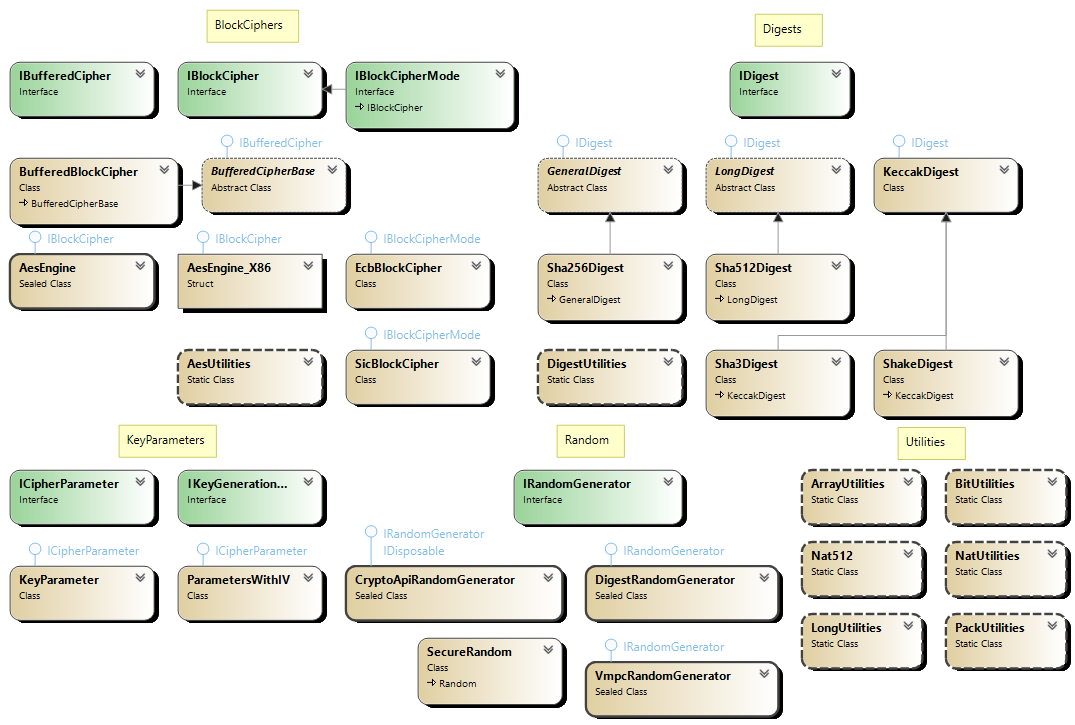 BlockCiphers
Digests
IBufferedCipher
Interface
IBlockCipher
Interface
IBlockCipherMode
Interface
IBlockCipher
IDigest
Interface
IBufferedCipher
IDigest
IDigest
IDigest
BufferedBlockCipher
Class
BufferedCipherBase
BufferedCipherBase
Abstract Class
GeneralDigest
Abstract Class
LongDigest
Abstract Class
KeccakDigest
Class
IBlockCipher
IBlockCipher
IBlockCipherMode
AesEngine
Sealed Class
AesEngine_X86
Struct
EcbBlockCipher
Class
Sha256Digest
Class
GeneralDigest
Sha512Digest
Class
LongDigest
IBlockCipherMode
AesUtilities
Static Class
SicBlockCipher
Class
DigestUtilities
Static Class
Sha3Digest
Class
KeccakDigest
ShakeDigest
Class
KeccakDigest
KeyParameters
Random
Utilities
ICipherParameter
Interface
IKeyGeneration...
Interface
IRandomGenerator
Interface
ArrayUtilities
Static Class
BitUtilities
Static Class
ICipherParameter
ICipherParameter
IRandomGenerator
IDisposable
IRandomGenerator
KeyParameter
Class
ParametersWithIV
Class
CryptoApiRandomGenerator
Sealed Class
DigestRandomGenerator
Sealed Class
Nat512
Static Class
NatUtilities
Static Class
SecureRandom
Class
Random
IRandomGenerator
VmpcRandomGenerator
Sealed Class
LongUtilities
Static Class
PackUtilities
Static Class